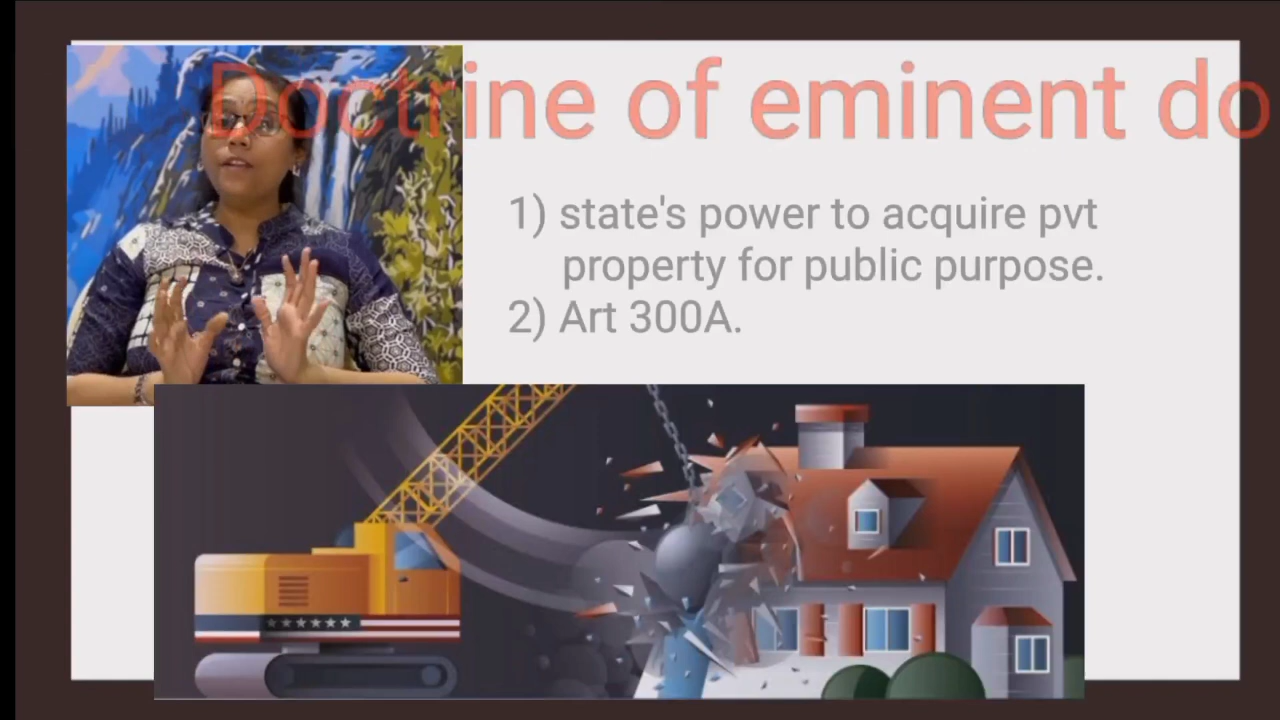 Doctrine of eminent do
1) state's power to acquire pvt
property for public purpose.
2) Art 300A.